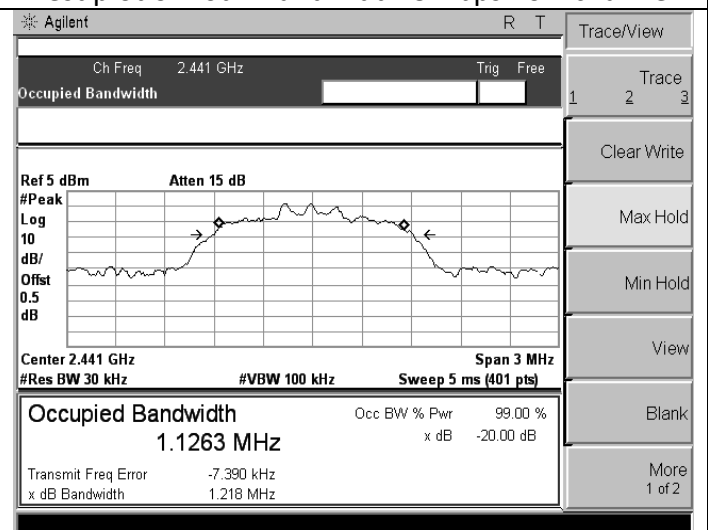 Agilent R T
Ch Freq 2.441 GHz Trig Free
Occupied Bandwidth
Ref 5 dBm Atten 15 dB
#Peak
Log
10
dB/
Offst
0.5
dB
Center 2.441 GHz Span 3 MHz
#Res BW 30 kHz #VBW 100 kHz Sweep 5 ms (401 pts)
Occupied Bandwidth Occ BW % Pwr 99.00 %
1.1263 MHz x dB -20.00 dB
Transmit Freq Error -7.390 kHz
x dB Bandwidth 1.218 MHz
Trace/View
Trace
1 2 3
Clear Write
Max Hold
Min Hold
View
Blank
More
1 of 2